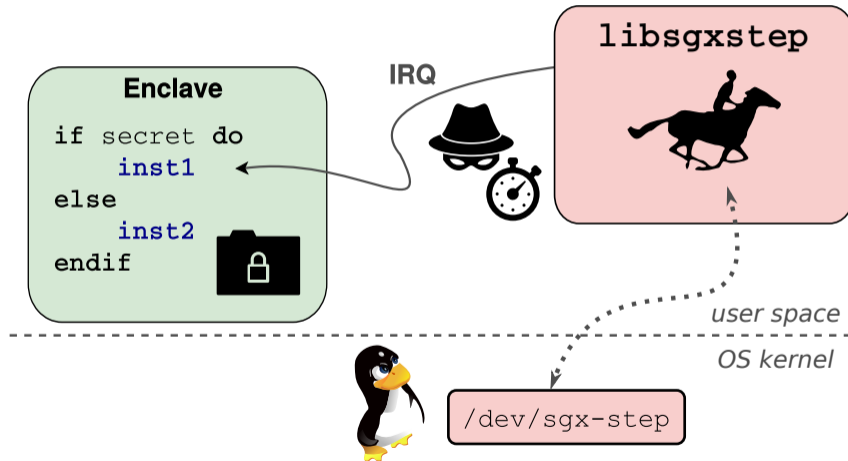 libsgxstep
IRQ
Enclave
if secret do
inst1
else
inst2
endif
user space
OS kernel
/dev/sgx-step